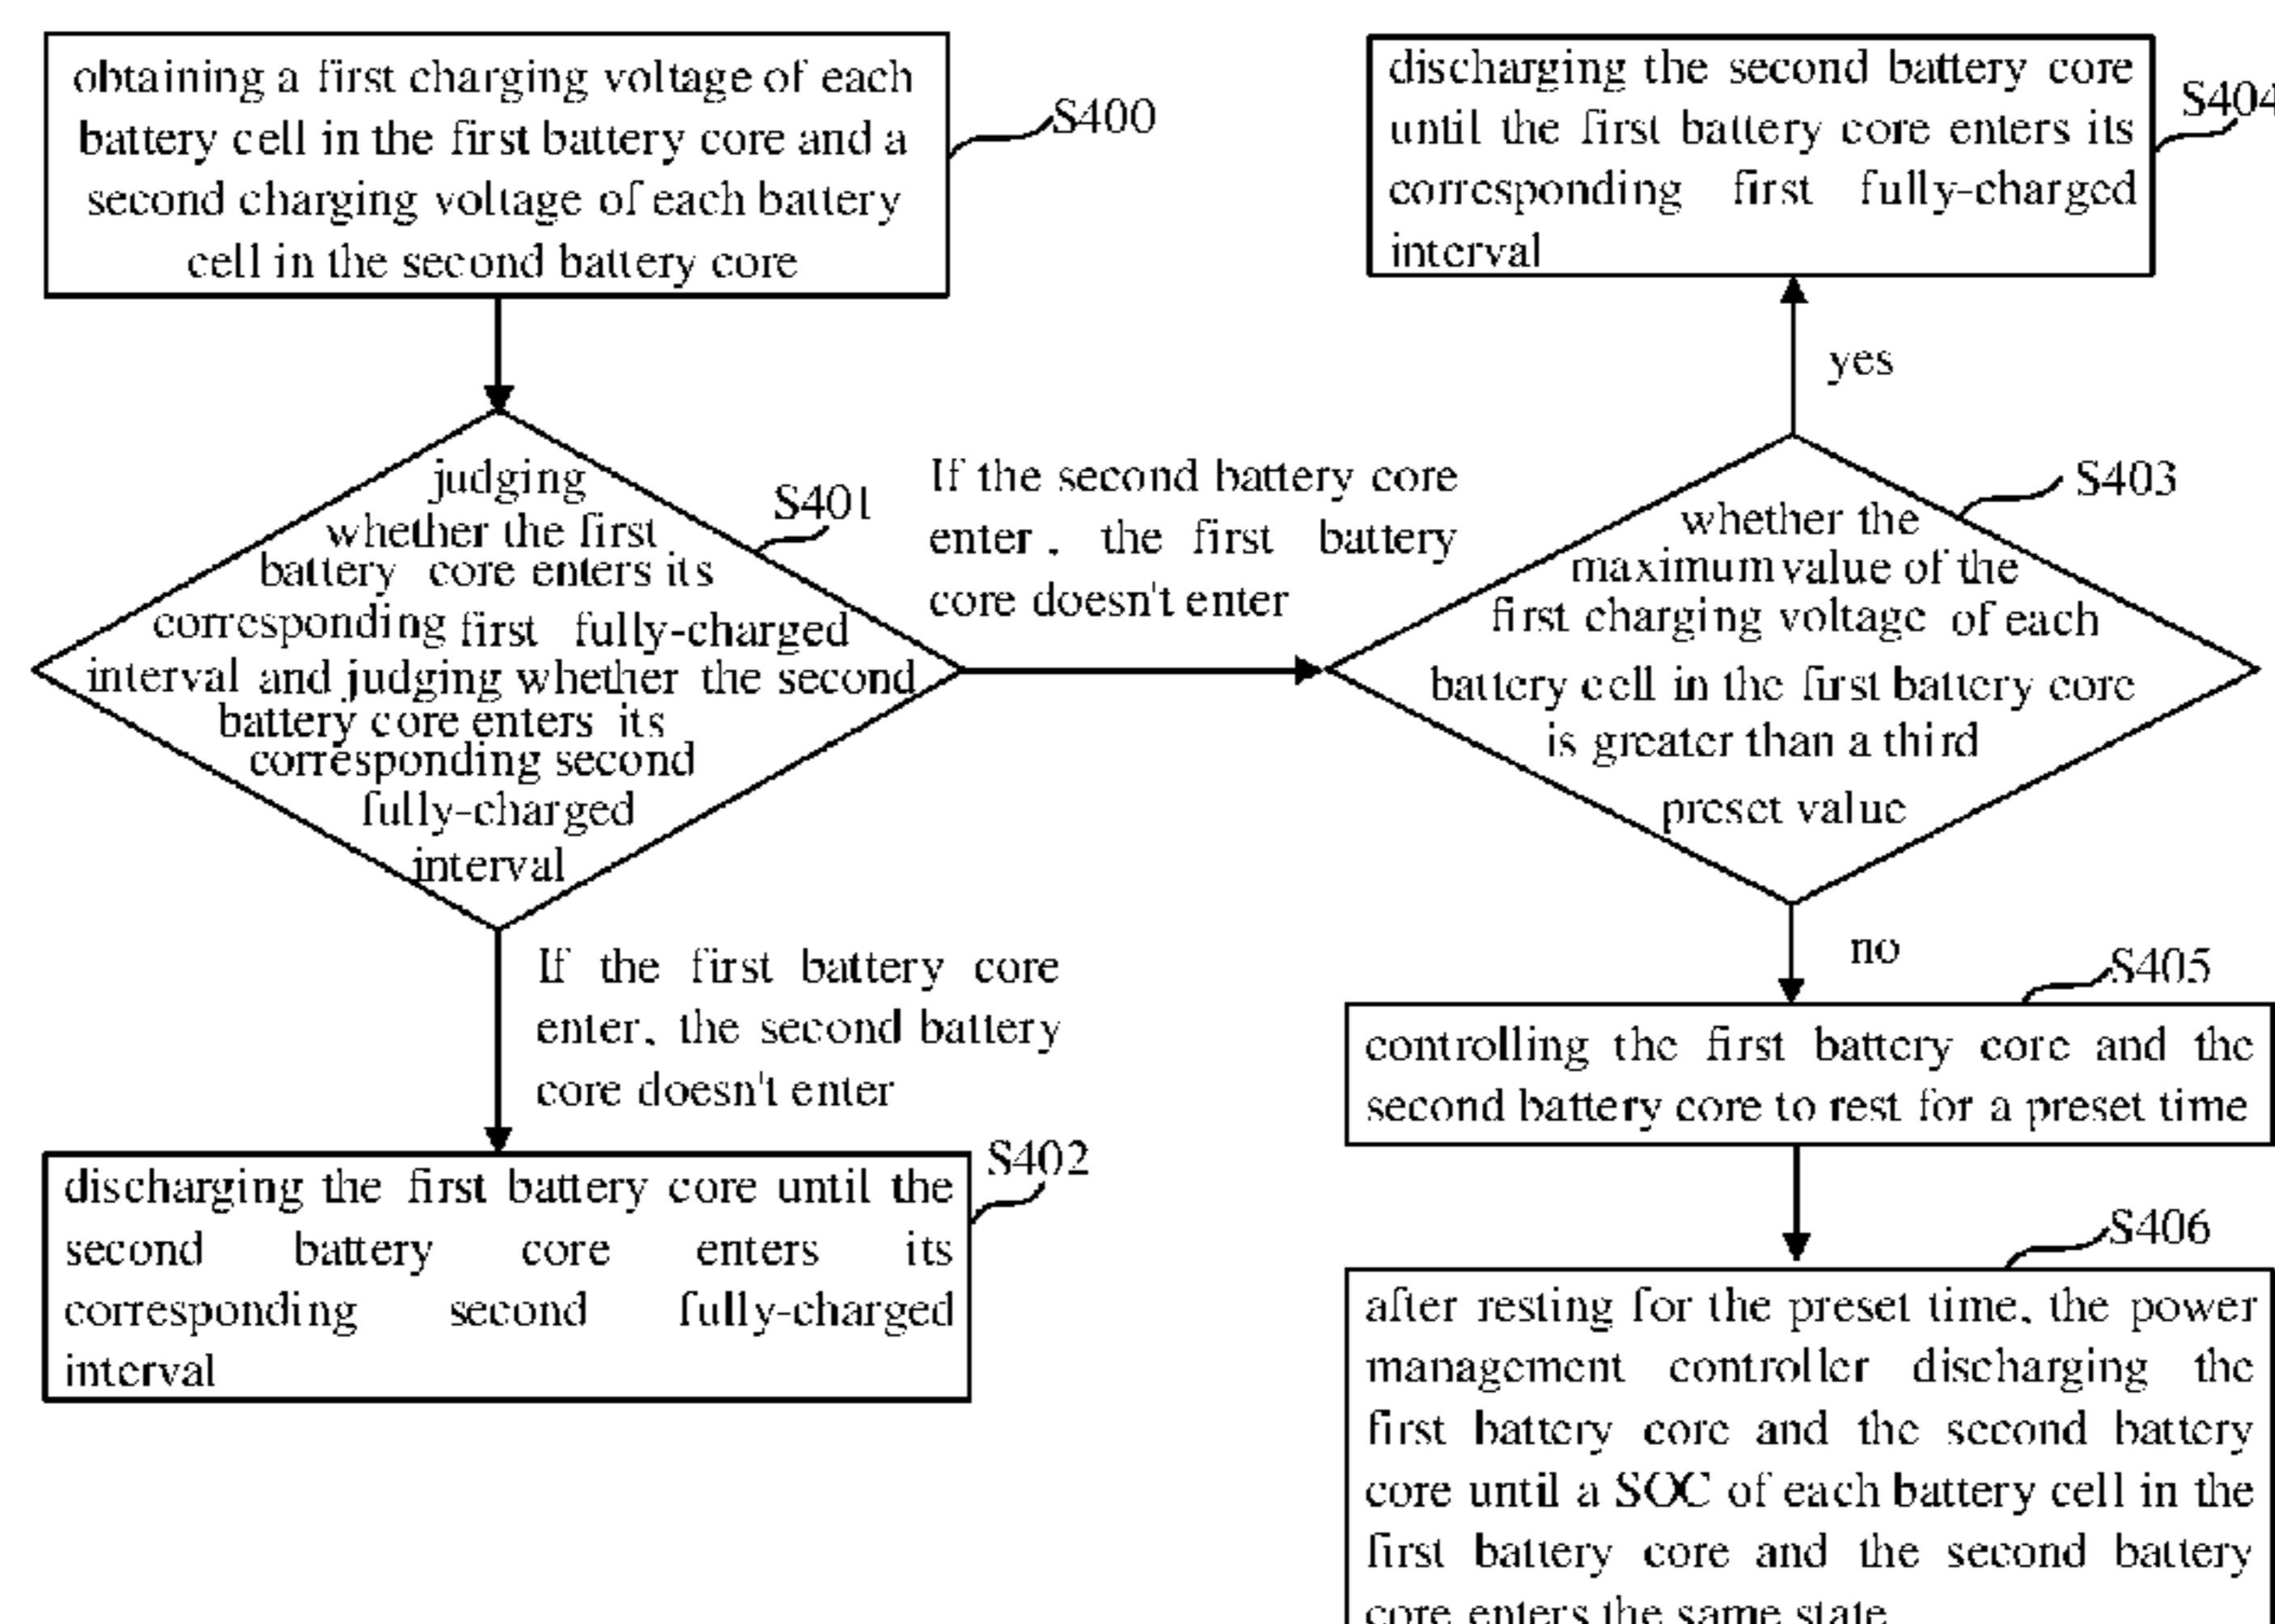 obtaining a first charging voltage of each
battery cell in the first battery core and a
second charging voltage of each battery
cell in the second battery core
S400
judging
whether the first
battery core enters its
corresponding first fully-charged
interval and judging whether the second
battery core enters its
corresponding second
fully-charged
interval
S401
If the first battery core
enter, the second battery
core doesn't enter
discharging the first battery core until the
second battery core enters its
corresponding second fully-charged
interval
S402
If the second battery core
enter, the first battery
core doesn't enter
whether the
maximum value of the
first charging voltage of each
battery cell in the first battery core
is greater than a third
preset value
S403
yes
discharging the second battery core
until the first battery core enters its
corresponding first fully-charged
interval
S404
no
S405
controlling the first battery core and the
second battery core to rest for a preset time
S406
after resting for the preset time, the power
management controller discharging the
first battery core and the second battery
core until a SOC of each battery cell in the
first battery core and the second battery
core enters the same state